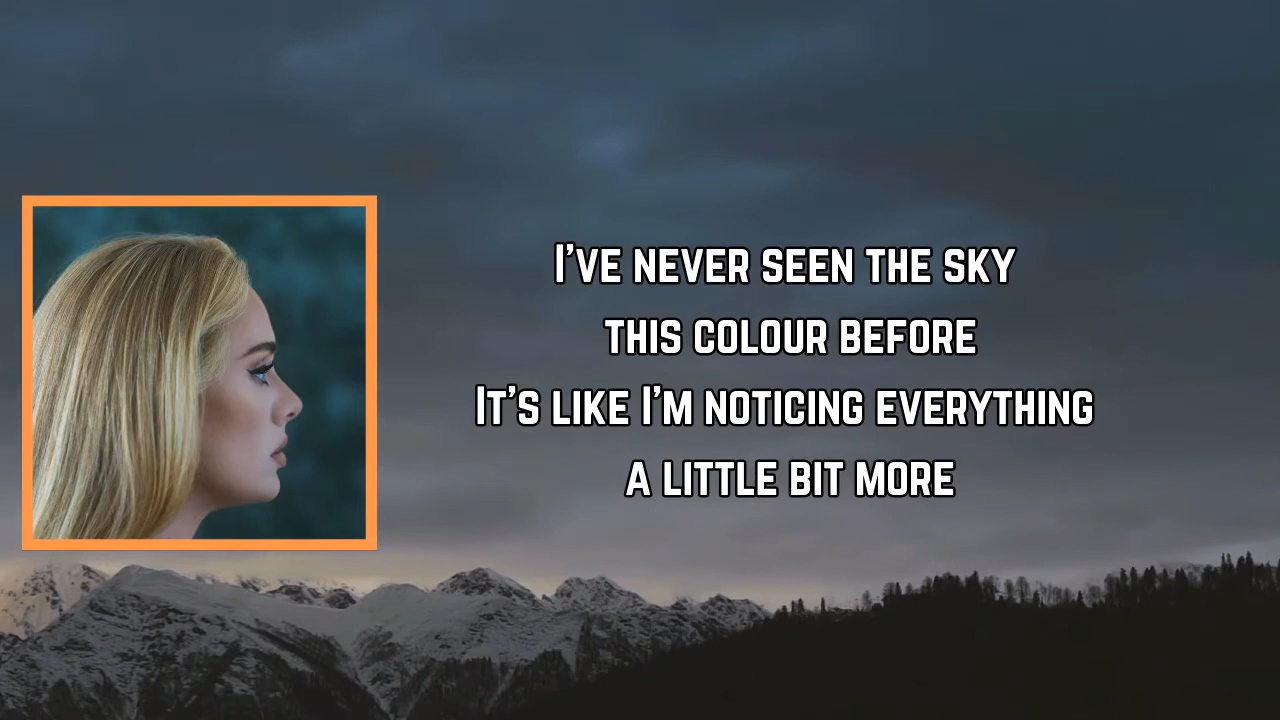 I've never seen the sky
this colour before
It's like I'm noticing everything
a little bit more